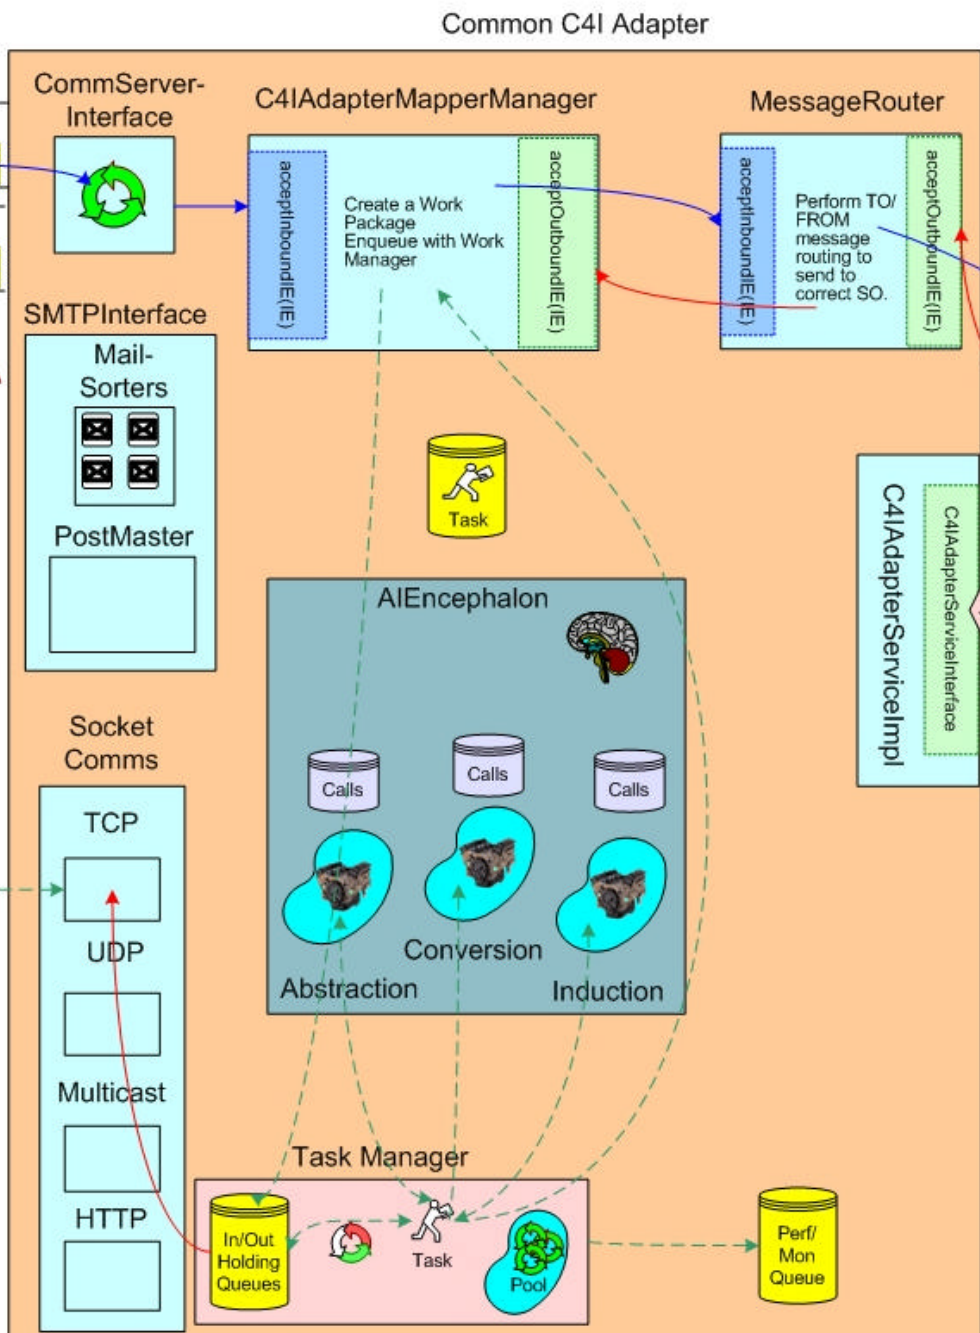 Common C4I Adapter
CommServer-
Interface
C4IAdapterMapperManager
MessageRouter
acceptInboundIE(IE)
Create a Work
Package
Enqueue with Work
Manager
acceptOutboundIE(IE)
acceptInboundIE(IE)
Perform TO/
FROM
message
routing to
send to
correct SO.
acceptOutboundIE(IE)
SMTPInterface
Mail-
Sorters
PostMaster
Task
C4IAdapterServiceImpl
C4IAdapterServiceInterface
AIEncephalon
Calls
Calls
Calls
Abstraction
Conversion
Induction
Socket
Comms
TCP
UDP
Multicast
HTTP
Task Manager
In/Out
Holding
Queues
Task
Pool
Perf/
Mon
Queue